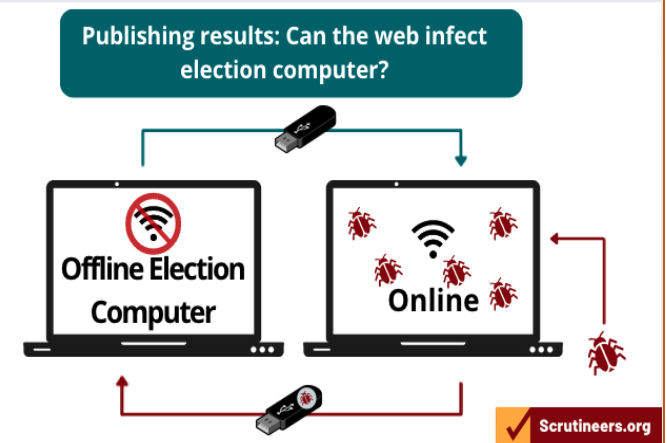 Publishing results: Can the web infect
election computer?
Offline Election
Computer
Online
Scrutineers.org